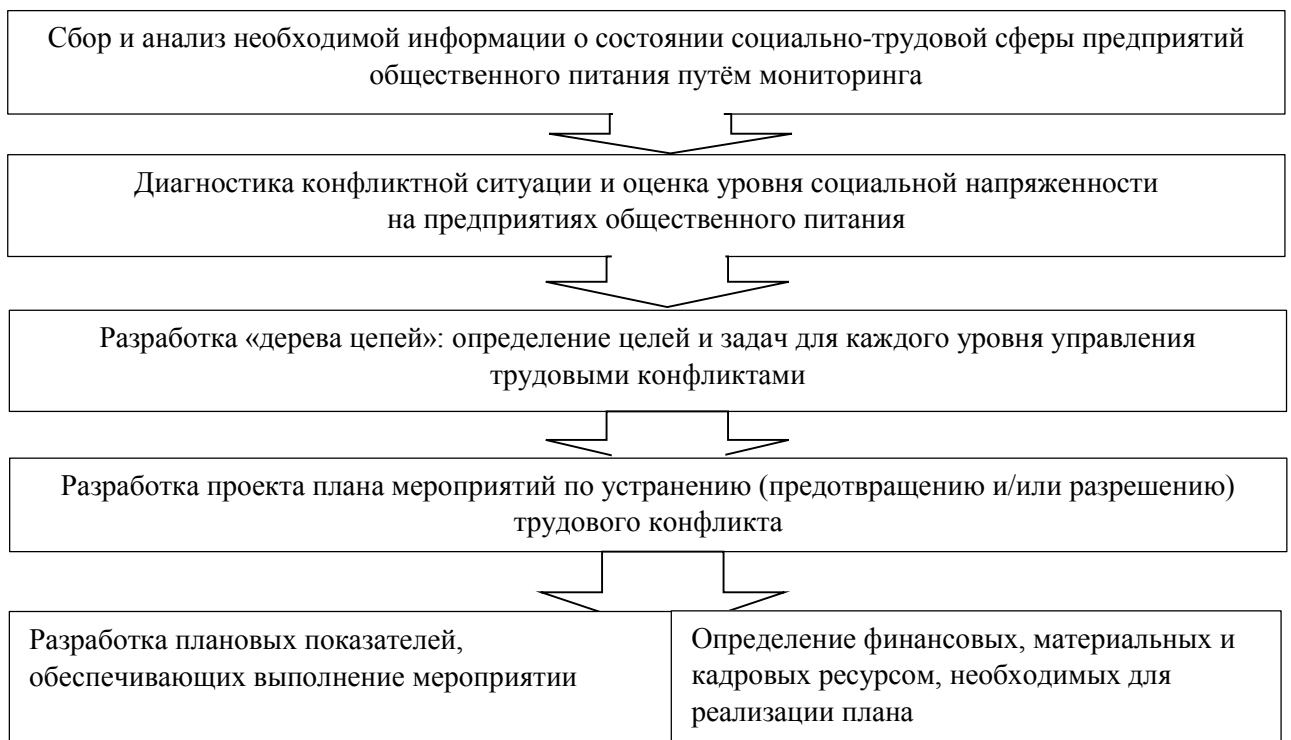 Сбор и анализ необходимой информации о состоянии социально-трудовой сферы предприятий
общественного питания путём мониторинга
Диагностика конфликтной ситуации и оценка уровня социальной напряженности
на предприятиях общественного питания
Разработка «дерева цепей»: определение целей и задач для каждого уровня управления
трудовыми конфликтами
Разработка проекта плана мероприятий по устранению (предотвращению и/или разрешению)
трудового конфликта
Разработка плановых показателей,
обеспечивающих выполнение мероприятии
Определение финансовых, материальных и
кадровых ресурсом, необходимых для
реализации плана